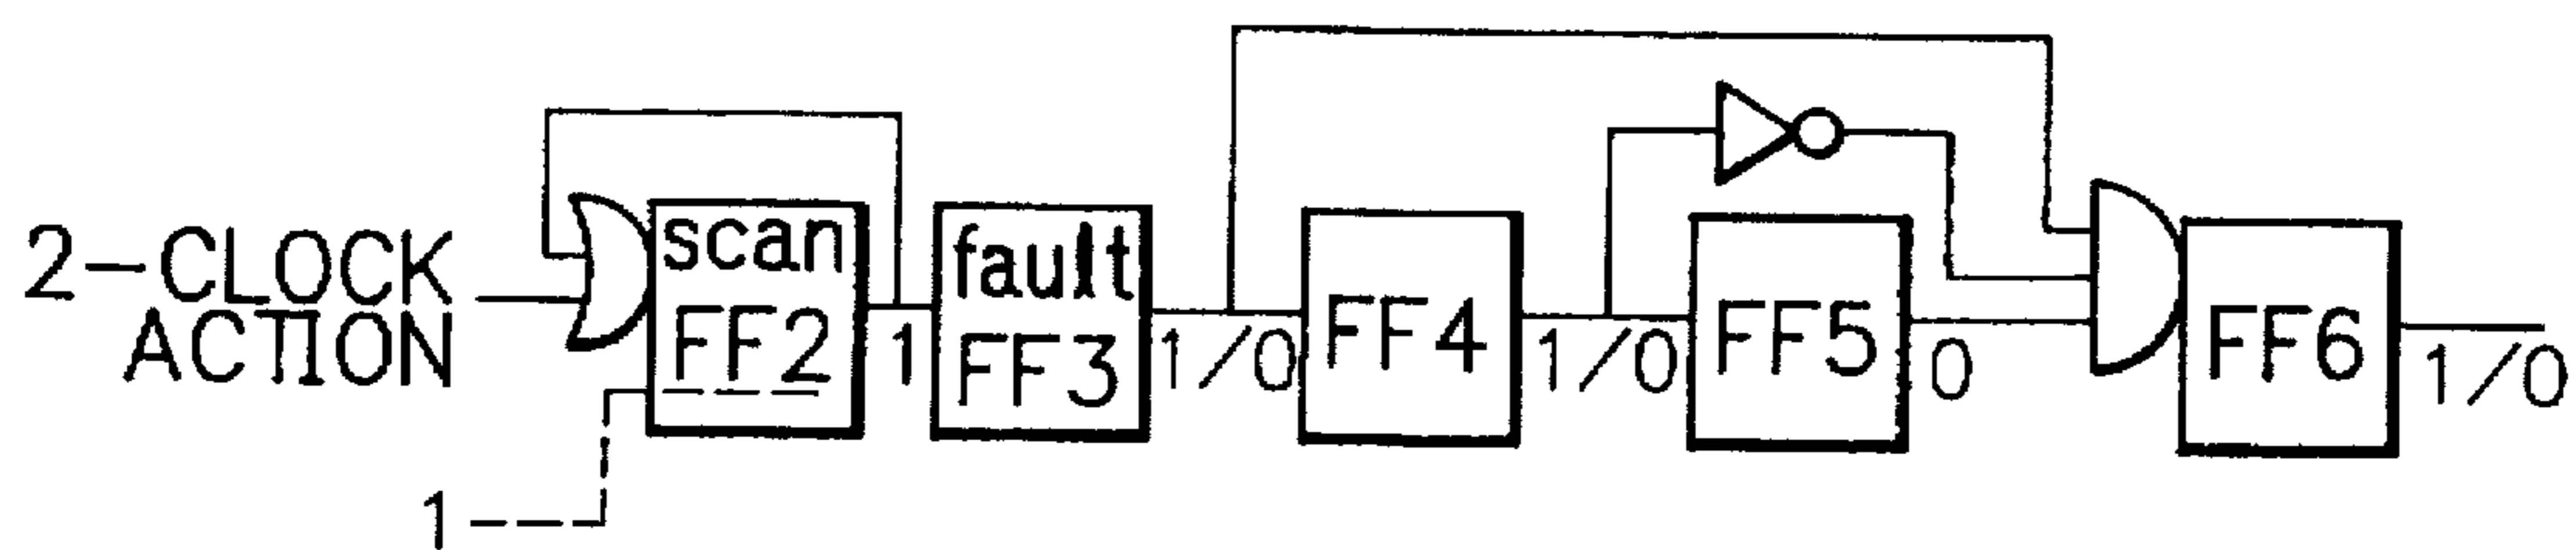 2-CLOCK
ACTION
scan
FF2
1
1
fault
FF3
1/0
FF4
1/0
FF5
0
FF6
1/0